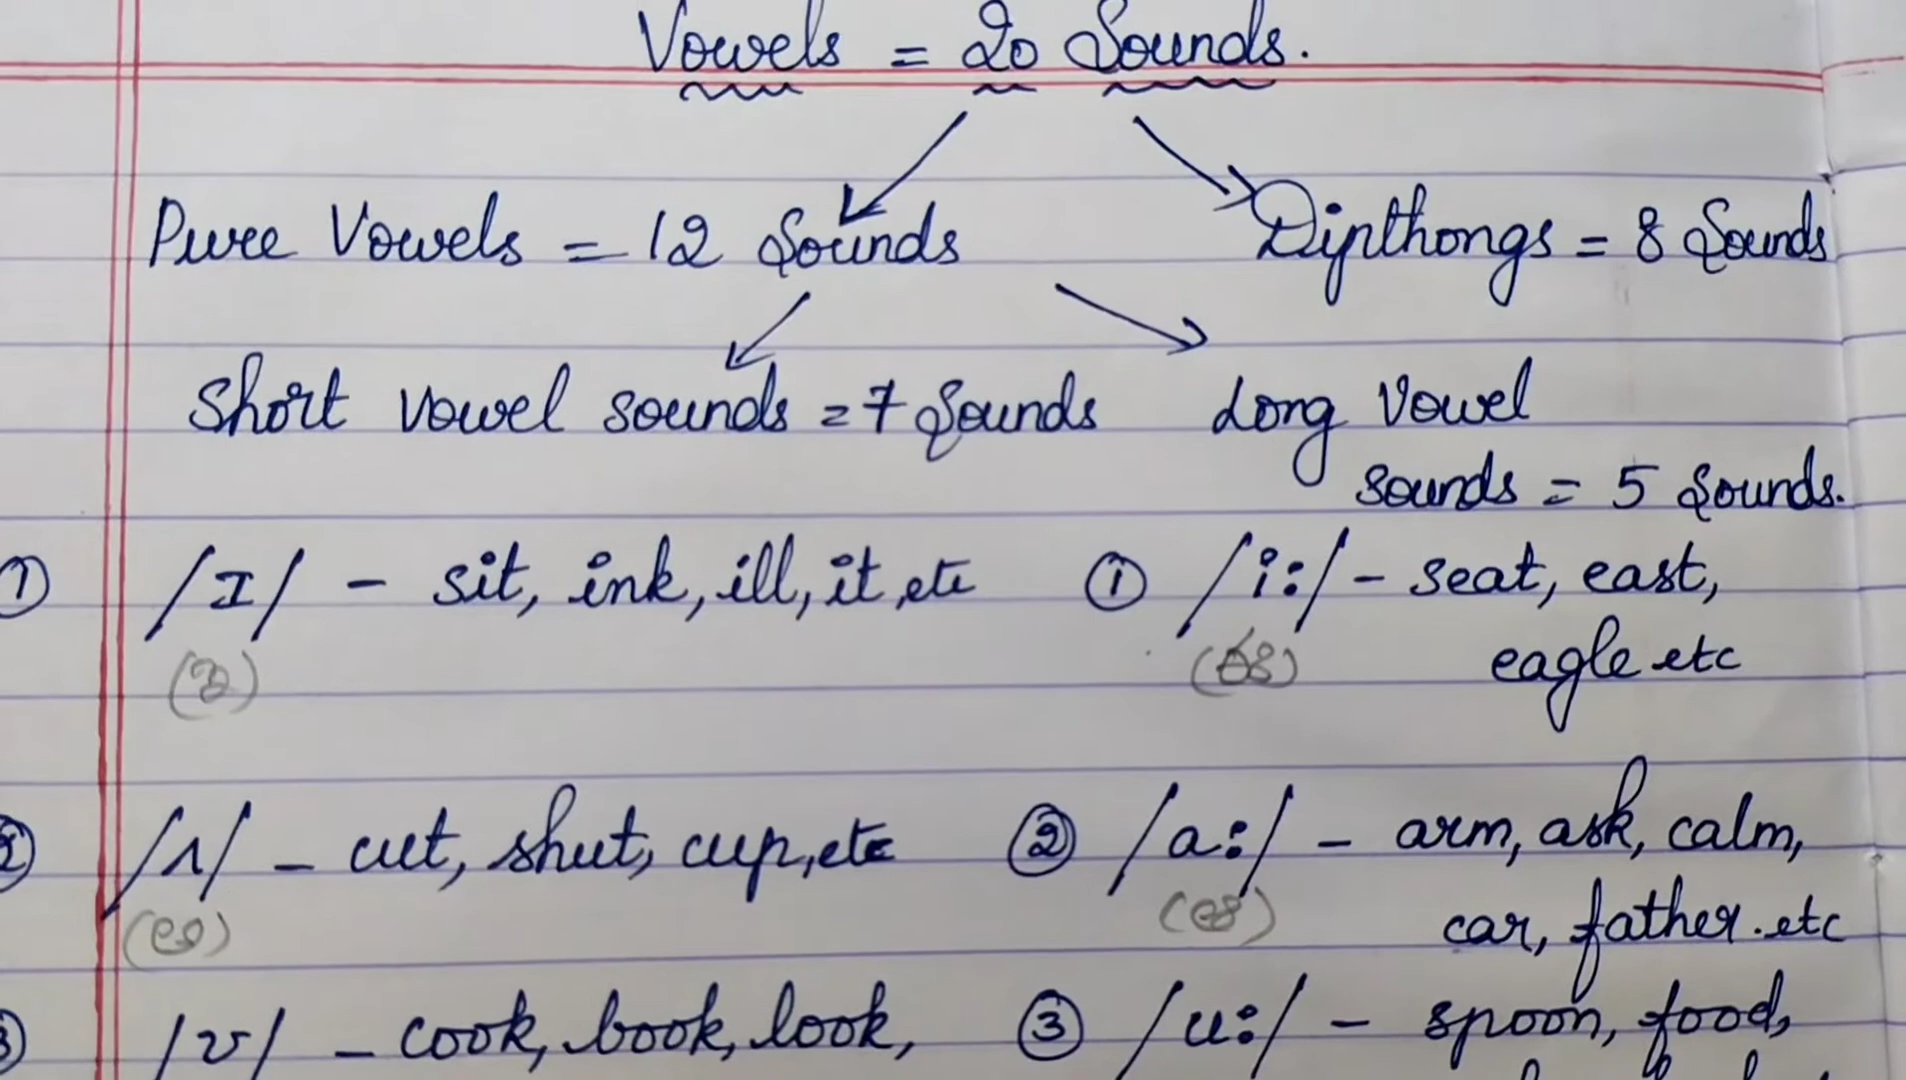 Vowels = 20 Sounds.
Pure Vowels = 12 Sounds
Dipthongs = 8 Sounds
Short vowel sounds = 7 Sounds
Long Vowel
sounds = 5 Sounds.
① /I/ - sit, ink, ill, it, etc
① /i:/ - seat, east,
eagle etc
② /ʌ/ - cut, shut, cup, etc
② /a:/ - arm, ask, calm,
car, father. etc
③ /ʊ/ - cook, book, look,
③ /u:/ - spoon, food,